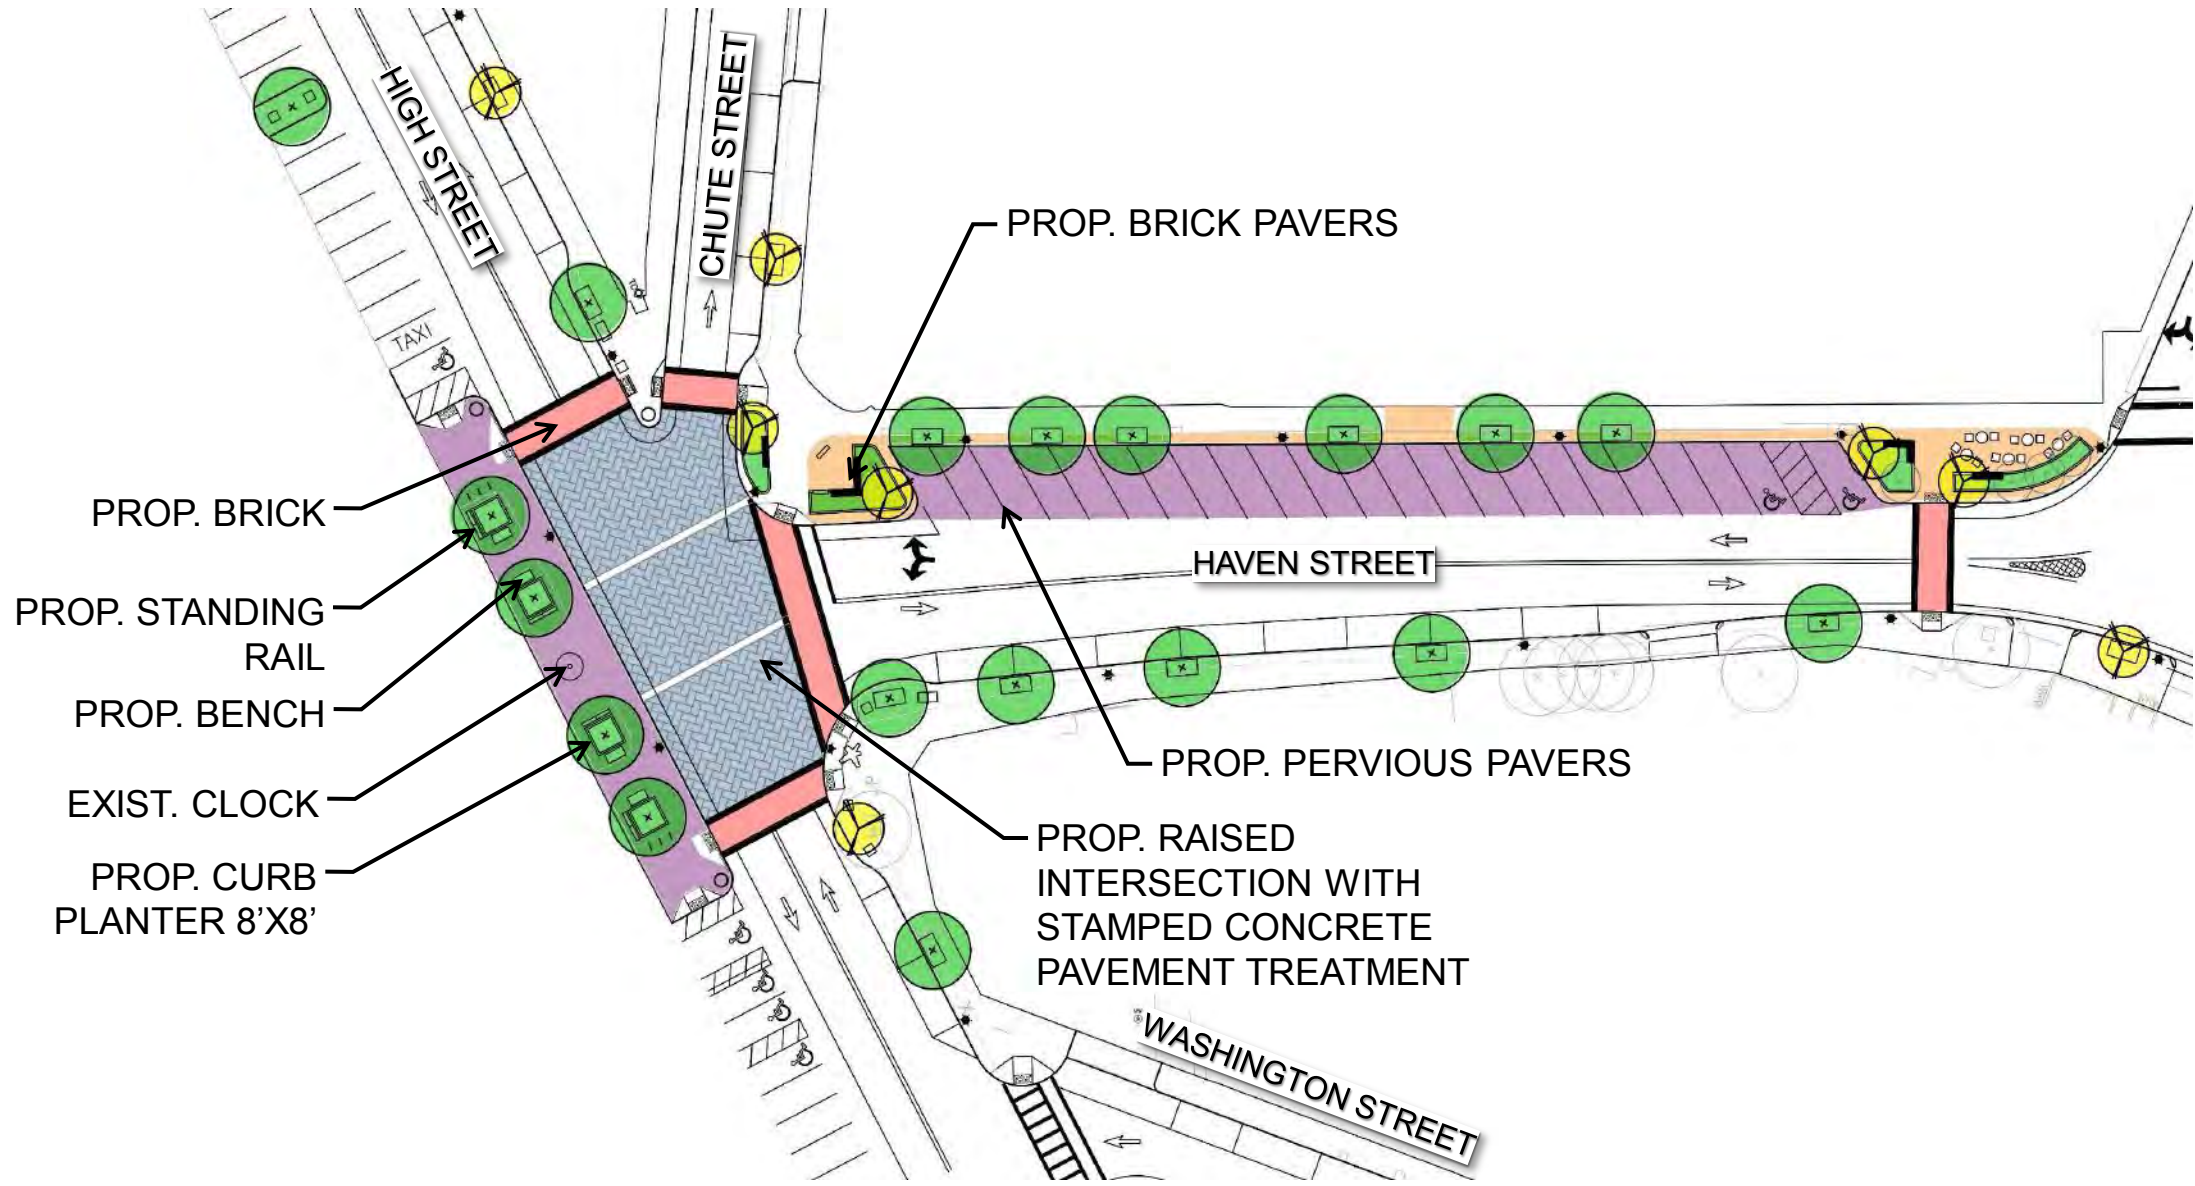 HIGH STREET
CHUTE STREET
PROP. BRICK PAVERS
TAXI
PROP. BRICK
HAVEN STREET
PROP. STANDING
RAIL
PROP. BENCH
PROP. PERVIOUS PAVERS
EXIST. CLOCK
PROP. RAISED
INTERSECTION WITH
STAMPED CONCRETE
PAVEMENT TREATMENT
PROP. CURB
PLANTER 8'X8'
WASHINGTON STREET